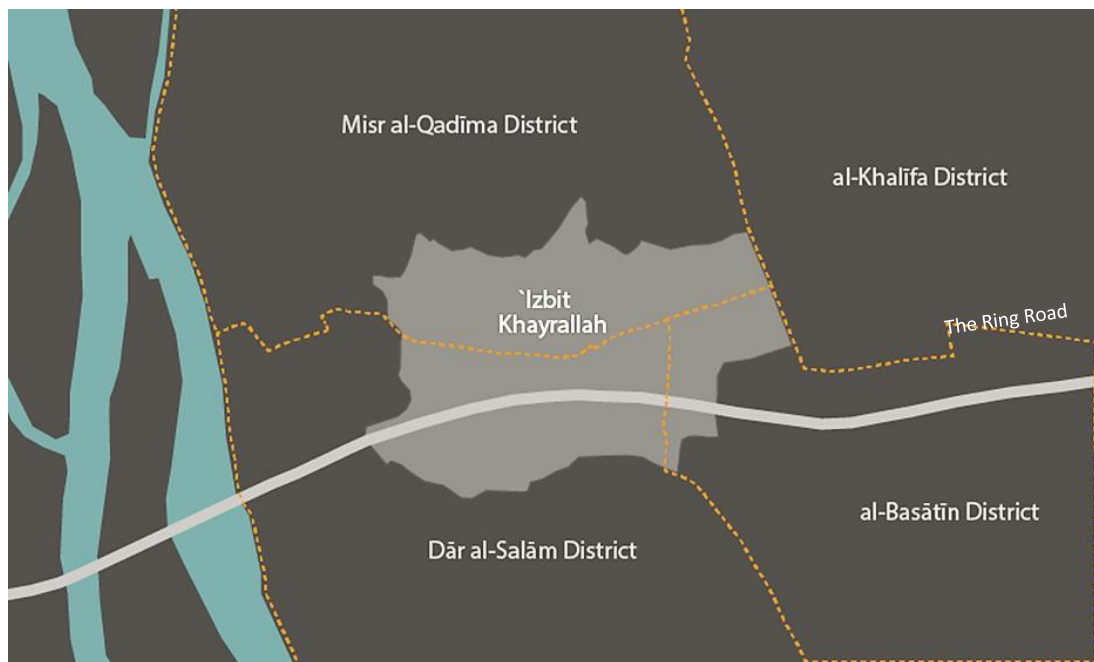 Misr al-Qadīma District
al-Khalīfa District
`Izbit
Khayrallah
The Ring Road
al-Basātīn District
Dār al-Salām District